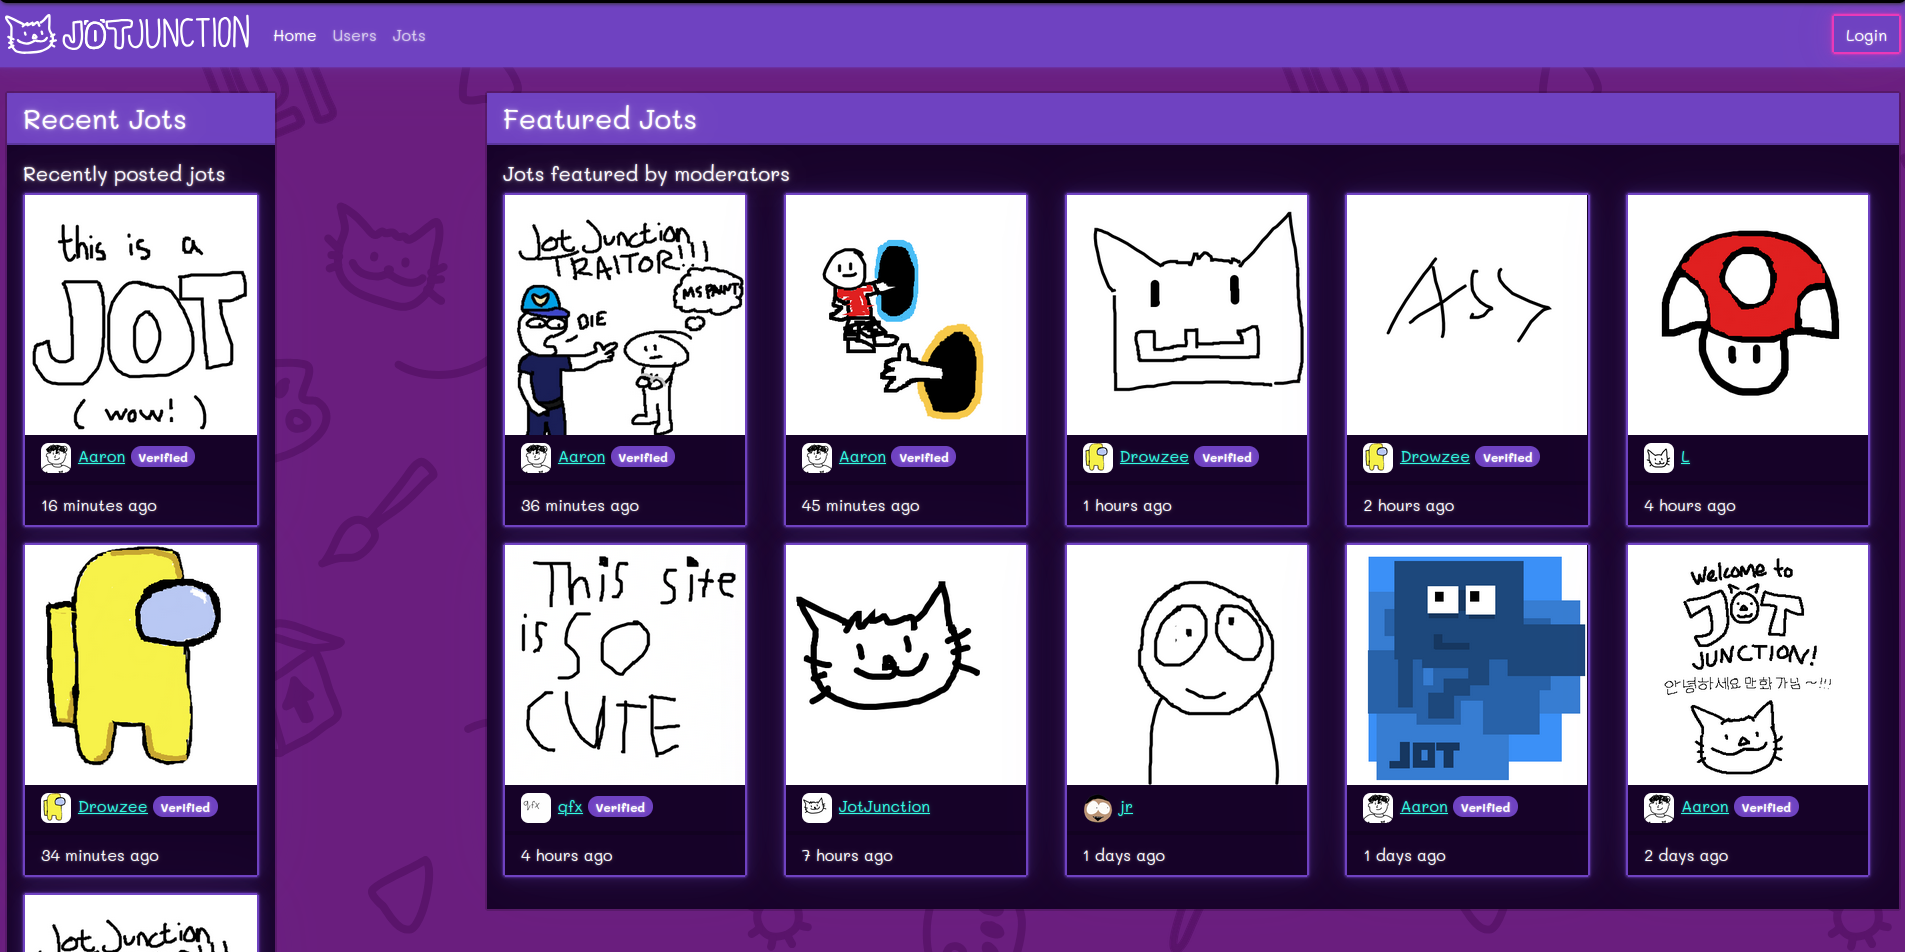 JOTJUNCTION
Home Users Jots
Login
Recent Jots
Recently posted jots
this is a
JOT
(wow!)
Aaron Verified
16 minutes ago
Drowzee Verified
34 minutes ago
Jot Junction
Featured Jots
Jots featured by moderators
Jot Junction
TRAITOR!!!
MS PAINT
DIE
Aaron Verified
36 minutes ago
Aaron Verified
45 minutes ago
Drowzee Verified
1 hours ago
ASS
Drowzee Verified
2 hours ago
L
4 hours ago
This site
is SO
CUTE
qfx
qfx Verified
4 hours ago
JotJunction
7 hours ago
jr
1 days ago
JOT
Aaron Verified
1 days ago
welcome to
JOT
JUNCTION!
안녕하세요 만화가님~!!!
Aaron Verified
2 days ago